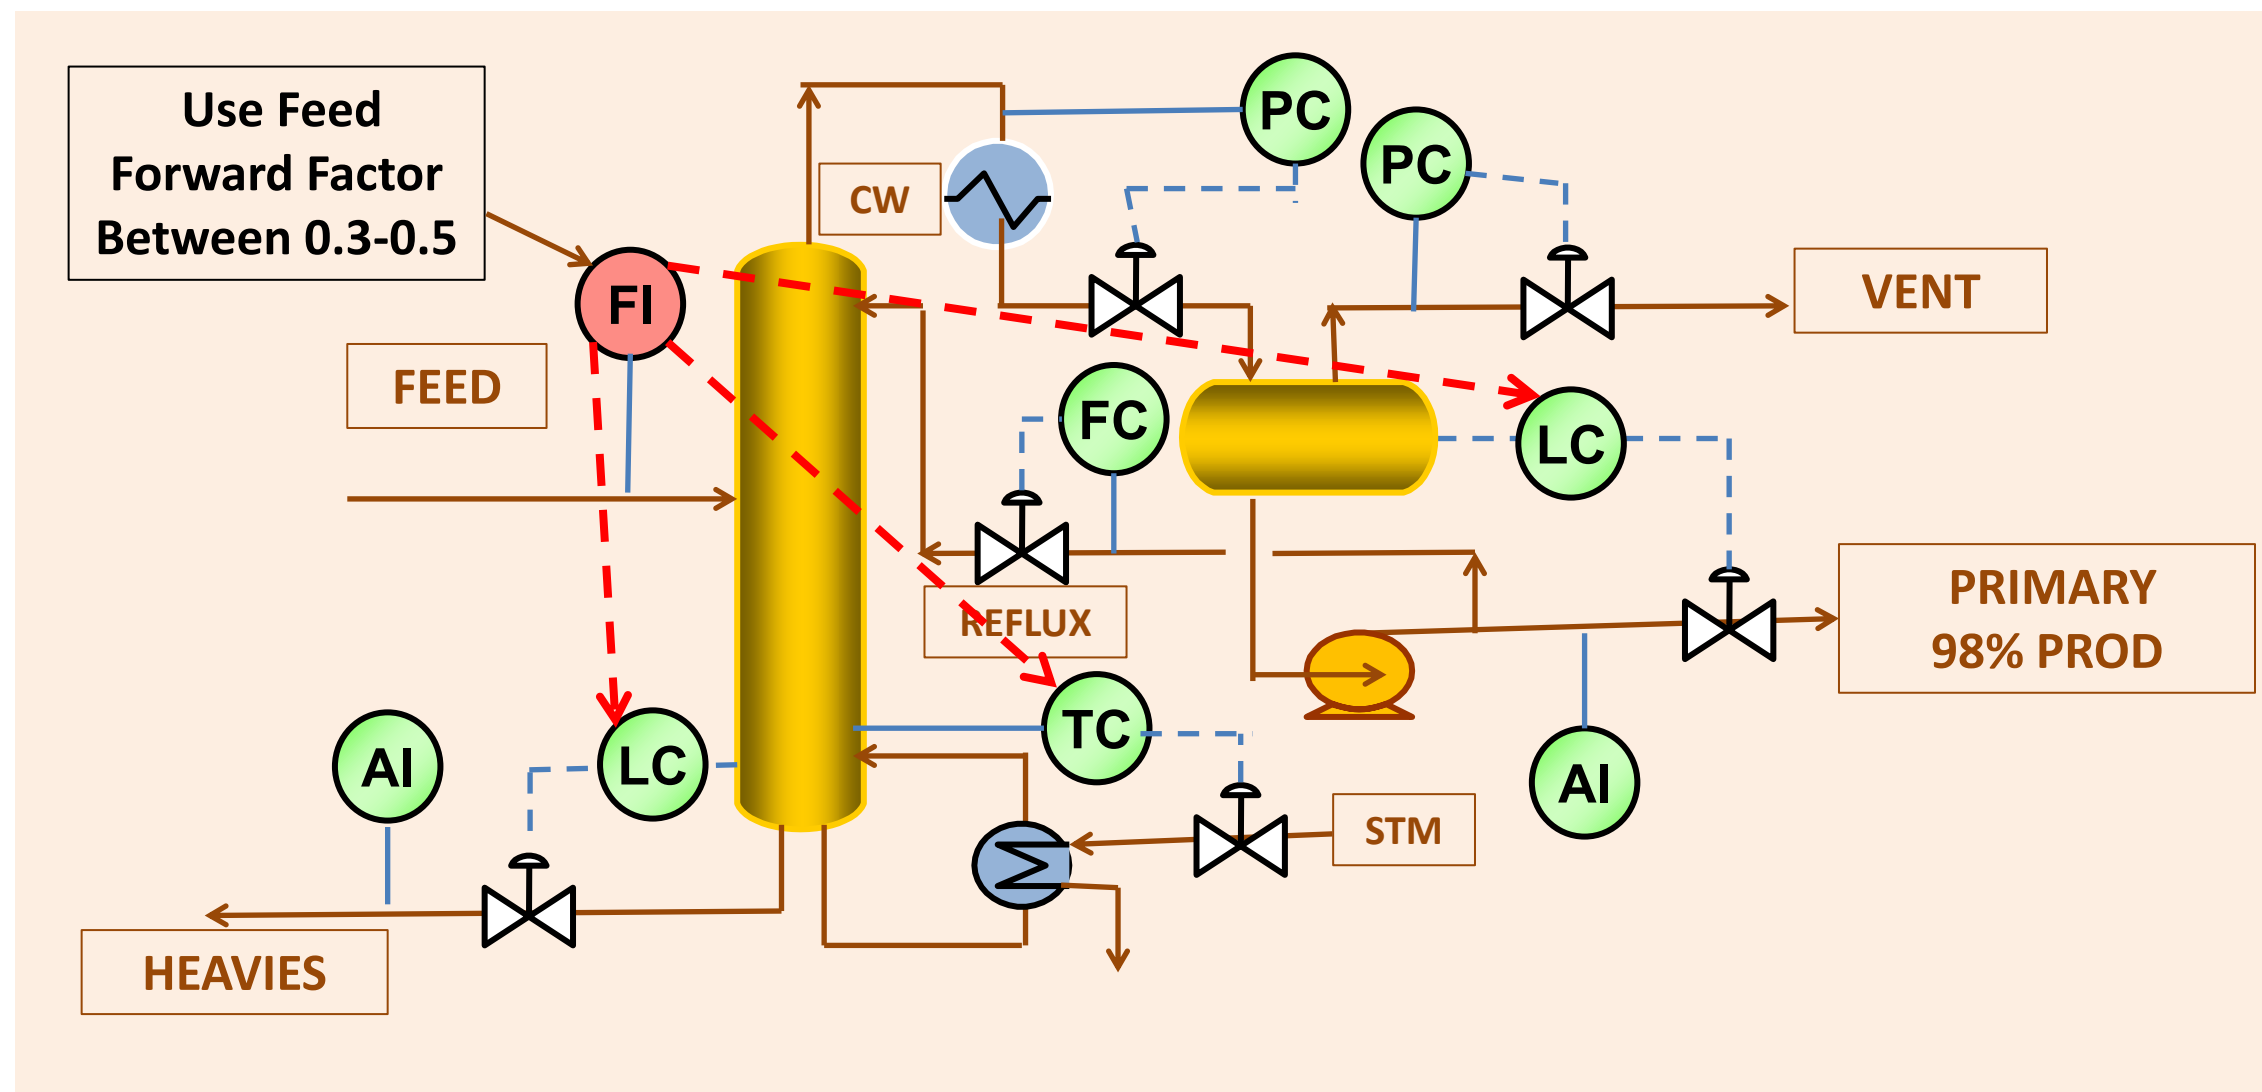 Use Feed
Forward Factor
Between 0.3-0.5
PC
PC
CW
VENT
FI
FEED
FC
LC
PRIMARY
98% PROD
REFLUX
TC
AI
LC
AI
STM
HEAVIES